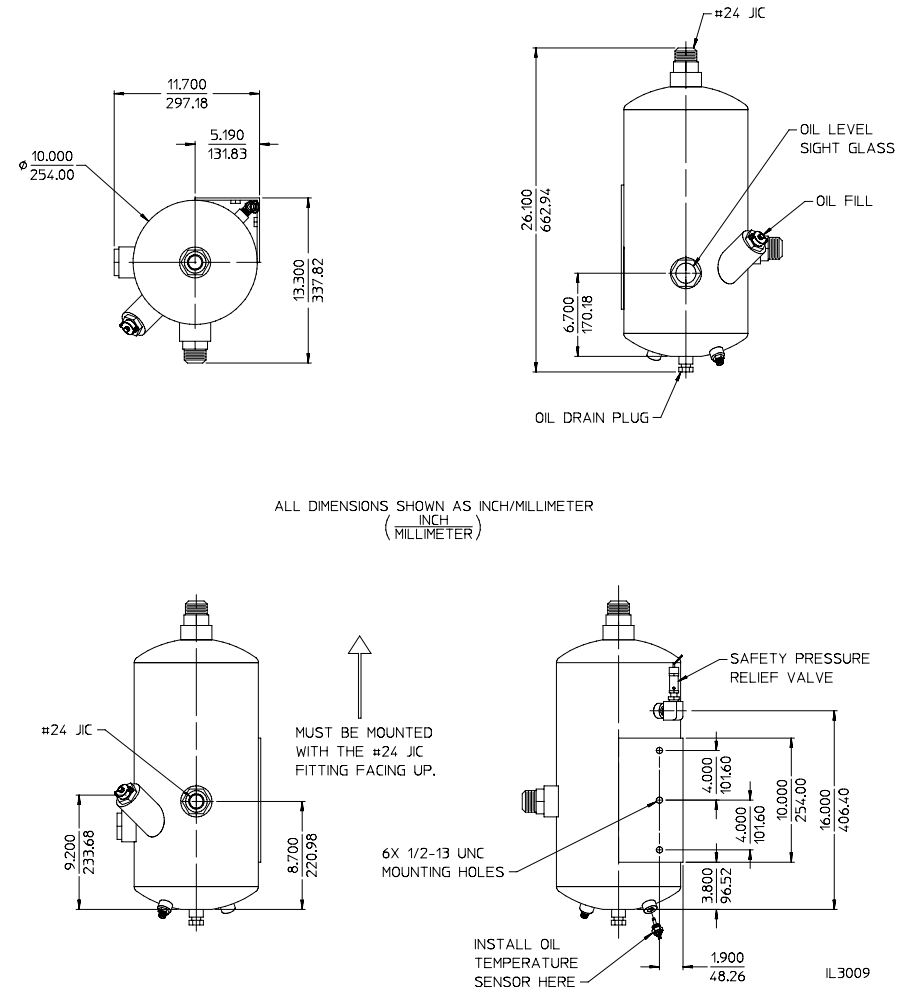 #24 JIC
11.700
297.18
5.190
131.83
ø 10.000
254.00
13.300
337.82
26.100
662.94
6.700
170.18
OIL LEVEL
SIGHT GLASS
OIL FILL
OIL DRAIN PLUG
ALL DIMENSIONS SHOWN AS INCH/MILLIMETER
(INCH
MILLIMETER)
#24 JIC
9.200
233.68
8.700
220.98
MUST BE MOUNTED
WITH THE #24 JIC
FITTING FACING UP.
SAFETY PRESSURE
RELIEF VALVE
4.000
101.60
4.000
101.60
10.000
254.00
16.000
406.40
3.800
96.52
6X 1/2-13 UNC
MOUNTING HOLES
INSTALL OIL
TEMPERATURE
SENSOR HERE
1.900
48.26
IL3009